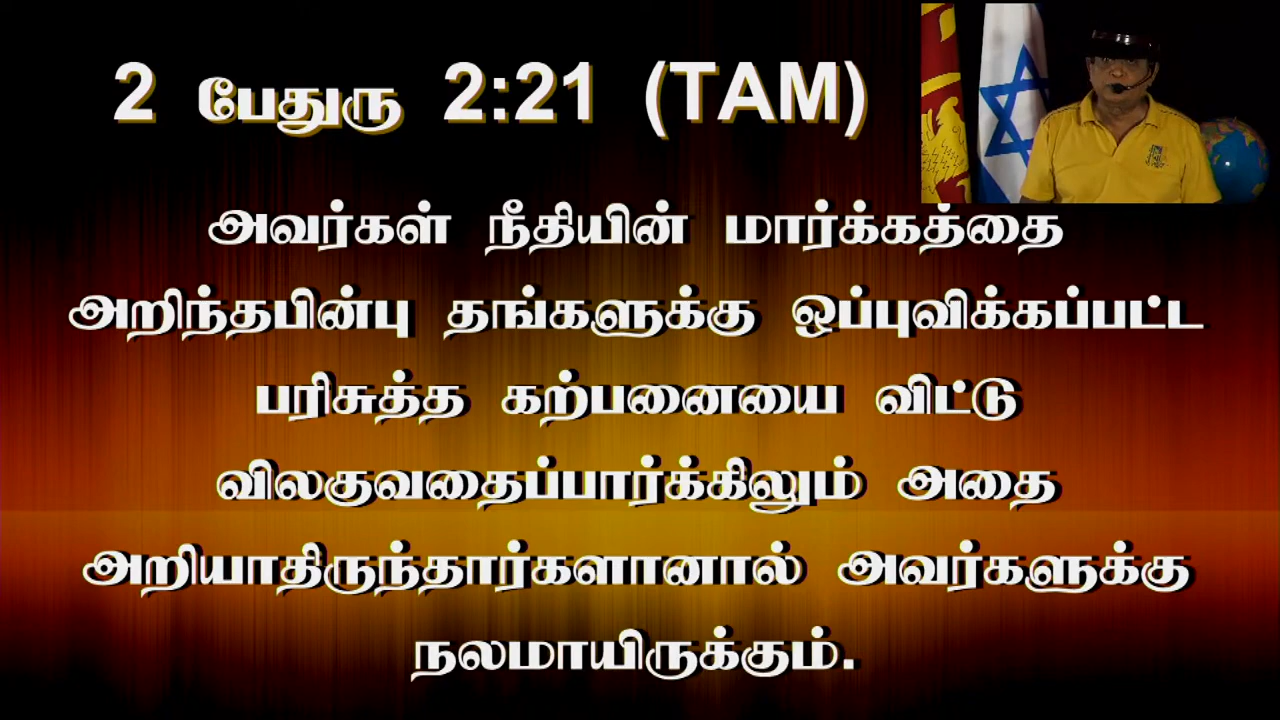 2 பேதுரு 2:21 (TAM)
அவர்கள் நீதியின் மார்க்கத்தை
அறிந்தபின்பு தங்களுக்கு ஒப்புவிக்கப்பட்ட
பரிசுத்த கற்பனையை விட்டு
விலகுவதைப்பார்க்கிலும் அதை
அறியாதிருந்தார்களானால் அவர்களுக்கு
நலமாயிருக்கும்.